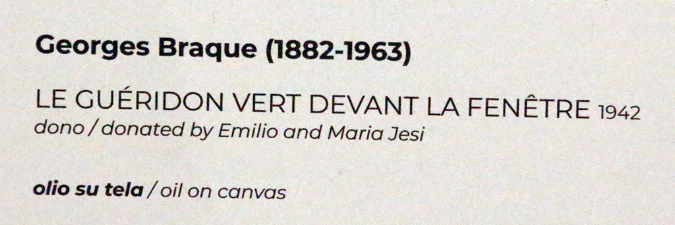 Georges Braque (1882-1963)
LE GUÉRIDON VERT DEVANT LA FENÊTRE 1942
dono / donated by Emilio and Maria Jesi
olio su tela / oil on canvas